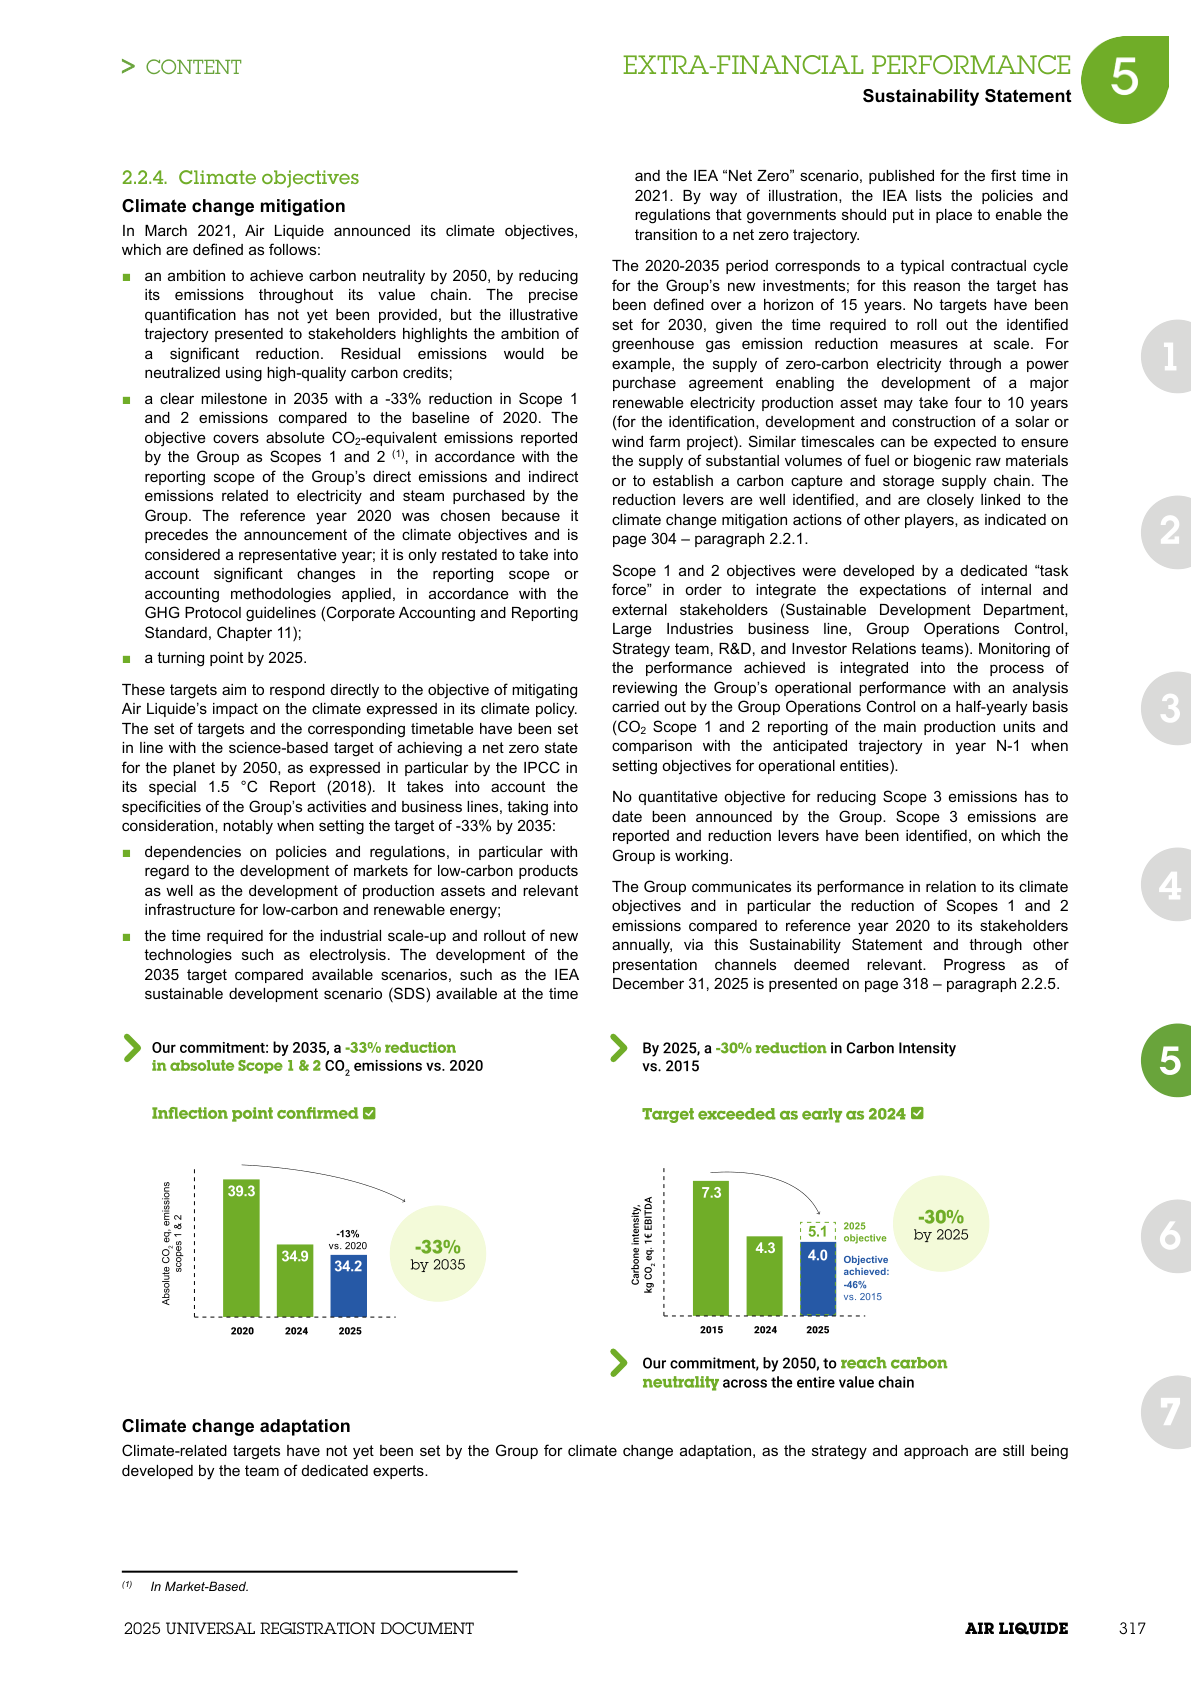 > CONTENT
EXTRA-FINANCIAL PERFORMANCE
Sustainability Statement
5
2.2.4. Climate objectives
Climate change mitigation
In March 2021, Air Liquide announced its climate objectives,
which are defined as follows:
■ an ambition to achieve carbon neutrality by 2050, by reducing
its emissions throughout its value chain. The precise
quantification has not yet been provided, but the illustrative
trajectory presented to stakeholders highlights the ambition of
a significant reduction. Residual emissions would be
neutralized using high-quality carbon credits;
■ a clear milestone in 2035 with a -33% reduction in Scope 1
and 2 emissions compared to the baseline of 2020. The
objective covers absolute CO₂-equivalent emissions reported
by the Group as Scopes 1 and 2 (1), in accordance with the
reporting scope of the Group's direct emissions and indirect
emissions related to electricity and steam purchased by the
Group. The reference year 2020 was chosen because it
precedes the announcement of the climate objectives and is
considered a representative year; it is only restated to take into
account significant changes in the reporting scope or
accounting methodologies applied, in accordance with the
GHG Protocol guidelines (Corporate Accounting and Reporting
Standard, Chapter 11);
■ a turning point by 2025.
These targets aim to respond directly to the objective of mitigating
Air Liquide's impact on the climate expressed in its climate policy.
The set of targets and the corresponding timetable have been set
in line with the science-based target of achieving a net zero state
for the planet by 2050, as expressed in particular by the IPCC in
its special 1.5 °C Report (2018). It takes into account the
specificities of the Group's activities and business lines, taking into
consideration, notably when setting the target of -33% by 2035:
■ dependencies on policies and regulations, in particular with
regard to the development of markets for low-carbon products
as well as the development of production assets and relevant
infrastructure for low-carbon and renewable energy;
■ the time required for the industrial scale-up and rollout of new
technologies such as electrolysis. The development of the
2035 target compared available scenarios, such as the IEA
sustainable development scenario (SDS) available at the time
and the IEA “Net Zero” scenario, published for the first time in
2021. By way of illustration, the IEA lists the policies and
regulations that governments should put in place to enable the
transition to a net zero trajectory.
The 2020-2035 period corresponds to a typical contractual cycle
for the Group's new investments; for this reason the target has
been defined over a horizon of 15 years. No targets have been
set for 2030, given the time required to roll out the identified
greenhouse gas emission reduction measures at scale. For
example, the supply of zero-carbon electricity through a power
purchase agreement enabling the development of a major
renewable electricity production asset may take four to 10 years
(for the identification, development and construction of a solar or
wind farm project). Similar timescales can be expected to ensure
the supply of substantial volumes of fuel or biogenic raw materials
or to establish a carbon capture and storage supply chain. The
reduction levers are well identified, and are closely linked to the
climate change mitigation actions of other players, as indicated on
page 304 – paragraph 2.2.1.
Scope 1 and 2 objectives were developed by a dedicated “task
force” in order to integrate the expectations of internal and
external stakeholders (Sustainable Development Department,
Large Industries business line, Group Operations Control,
Strategy team, R&D, and Investor Relations teams). Monitoring of
the performance achieved is integrated into the process of
reviewing the Group's operational performance with an analysis
carried out by the Group Operations Control on a half-yearly basis
(CO₂ Scope 1 and 2 reporting of the main production units and
comparison with the anticipated trajectory in year N-1 when
setting objectives for operational entities).
No quantitative objective for reducing Scope 3 emissions has to
date been announced by the Group. Scope 3 emissions are
reported and reduction levers have been identified, on which the
Group is working.
The Group communicates its performance in relation to its climate
objectives and in particular the reduction of Scopes 1 and 2
emissions compared to reference year 2020 to its stakeholders
annually, via this Sustainability Statement and through other
presentation channels deemed relevant. Progress as of
December 31, 2025 is presented on page 318 – paragraph 2.2.5.
Our commitment: by 2035, a -33% reduction
in absolute Scope 1 & 2 CO₂ emissions vs. 2020
Inflection point confirmed
Absolute CO₂ eq, emissions
scopes 1 & 2
39.3
34.9
-13%
vs. 2020
34.2
2020
2024
2025
-33%
by 2035
By 2025, a -30% reduction in Carbon Intensity
vs. 2015
Target exceeded as early as 2024
Carbone intensity,
kg CO₂ eq. 1€ EBITDA
7.3
4.3
5.1
4.0
2025
objective
Objective
achieved:
-46%
vs. 2015
2015
2024
2025
-30%
by 2025
Our commitment, by 2050, to reach carbon
neutrality across the entire value chain
Climate change adaptation
Climate-related targets have not yet been set by the Group for climate change adaptation, as the strategy and approach are still being
developed by the team of dedicated experts.
(1) In Market-Based.
2025 UNIVERSAL REGISTRATION DOCUMENT
AIR LIQUIDE
317
1
2
3
4
5
6
7